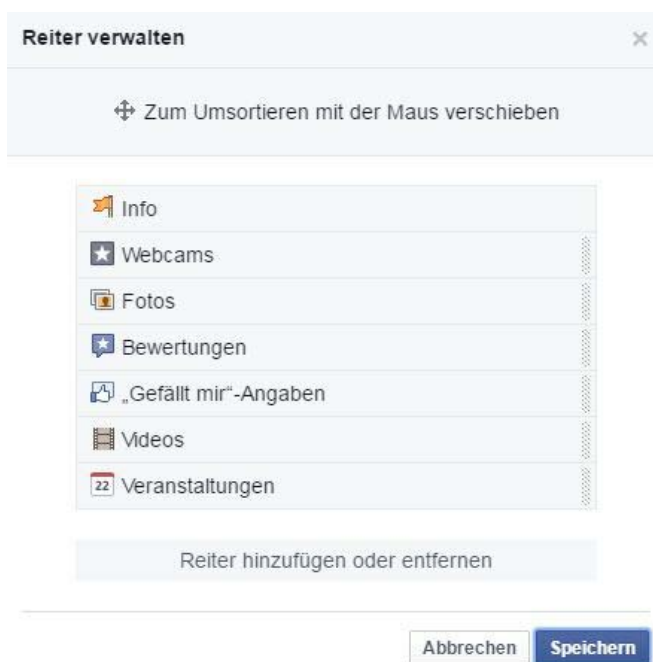 Reiter verwalten
Zum Umsortieren mit der Maus verschieben
Info
Webcams
Fotos
Bewertungen
„Gefällt mir“-Angaben
Videos
22 Veranstaltungen
Reiter hinzufügen oder entfernen
Abbrechen Speichern